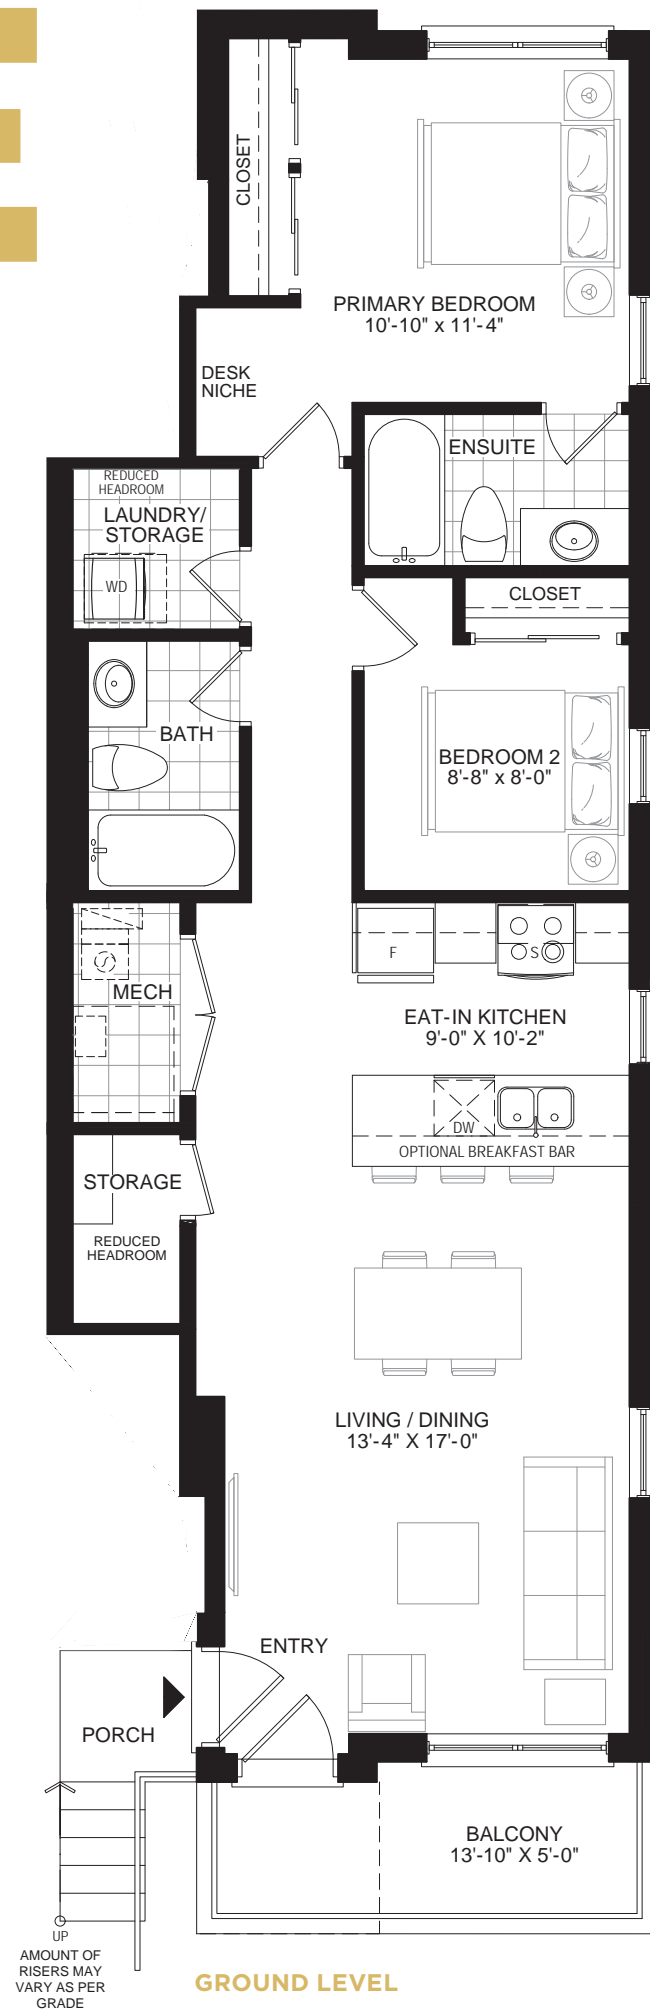 CLOSET
PRIMARY BEDROOM
10'-10" x 11'-4"
DESK
NICHE
ENSUITE
REDUCED
HEADROOM
LAUNDRY/
STORAGE
WD
CLOSET
BATH
BEDROOM 2
8'-8" x 8'-0"
F
S
MECH
EAT-IN KITCHEN
9'-0" X 10'-2"
DW
OPTIONAL BREAKFAST BAR
STORAGE
REDUCED
HEADROOM
LIVING / DINING
13'-4" X 17'-0"
ENTRY
PORCH
BALCONY
13'-10" X 5'-0"
UP
AMOUNT OF
RISERS MAY
VARY AS PER
GRADE
GROUND LEVEL